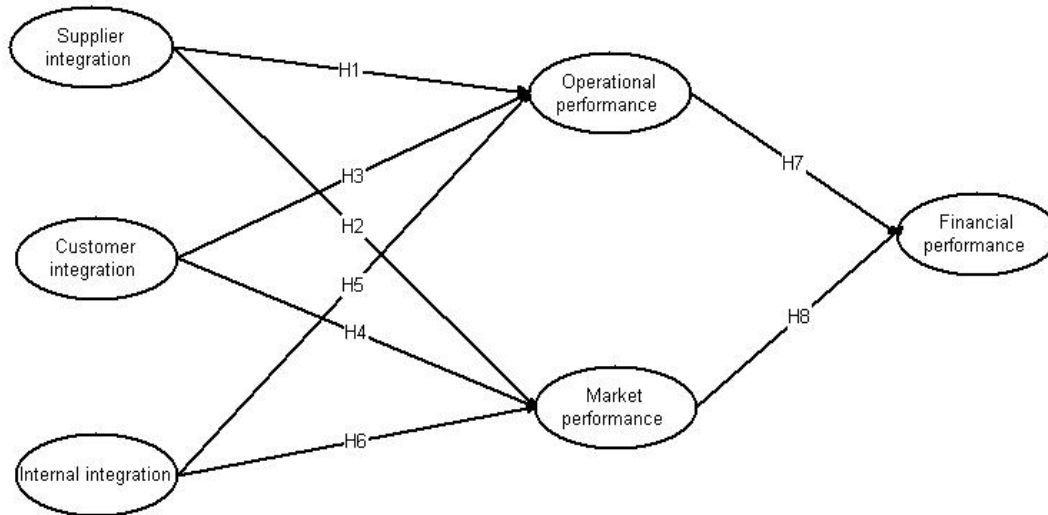 Supplier
integration
H1
Operational
performance
H3
H7
H2
Customer
integration
Financial
performance
H5
H4
H8
Market
performance
H6
Internal integration